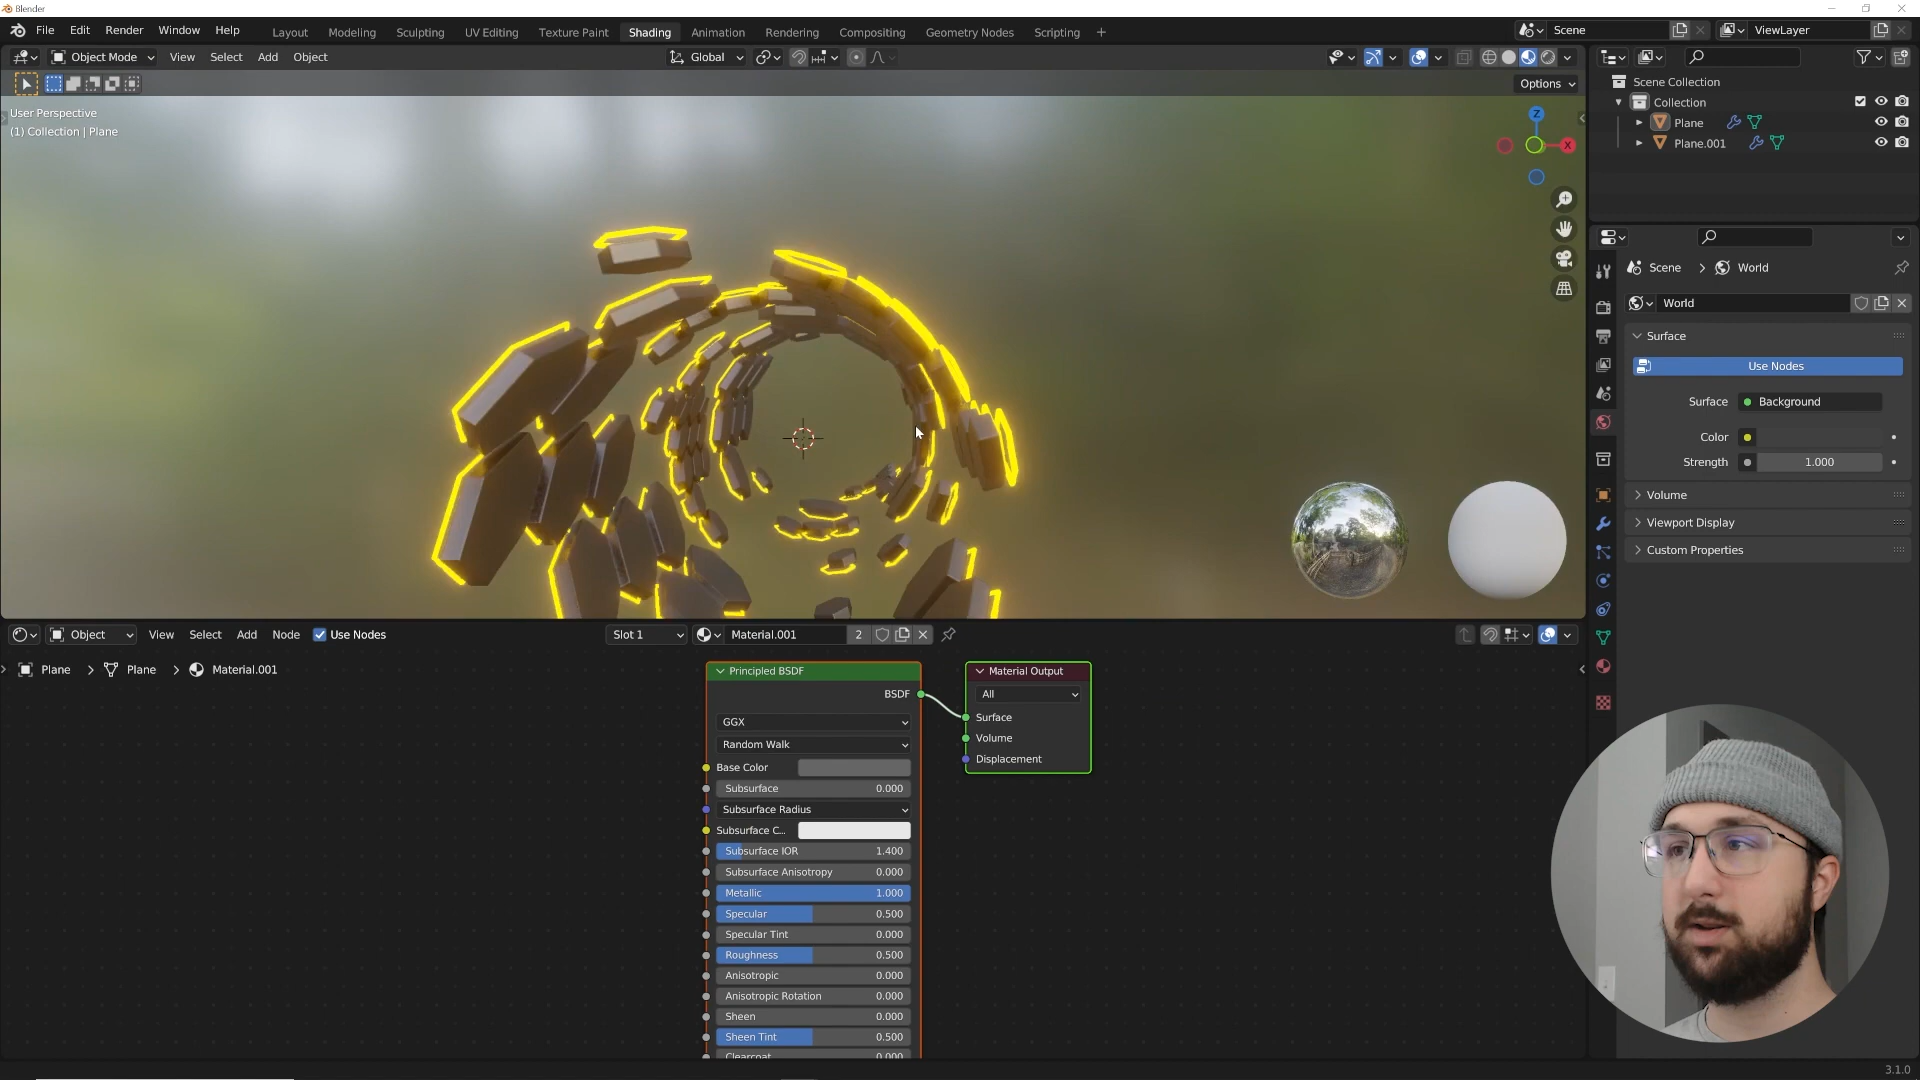 Blender
File Edit Render Window Help Layout Modeling Sculpting UV Editing Texture Paint Shading Animation Rendering Compositing Geometry Nodes Scripting + Scene ViewLayer
Object Mode View Select Add Object Global
Options
User Perspective
(1) Collection | Plane
Z
X
Scene Collection
Collection
Plane
Plane.001
Scene > World
World
Surface
Use Nodes
Surface Background
Color
Strength 1.000
Volume
Viewport Display
Custom Properties
Object View Select Add Node Use Nodes Slot 1 Material.001 2
Plane > Plane > Material.001
Principled BSDF
BSDF
GGX
Random Walk
Base Color
Subsurface 0.000
Subsurface Radius
Subsurface C...
Subsurface IOR 1.400
Subsurface Anisotropy 0.000
Metallic 1.000
Specular 0.500
Specular Tint 0.000
Roughness 0.500
Anisotropic 0.000
Anisotropic Rotation 0.000
Sheen 0.000
Sheen Tint 0.500
Clearcoat 0.000
Material Output
All
Surface
Volume
Displacement
3.1.0